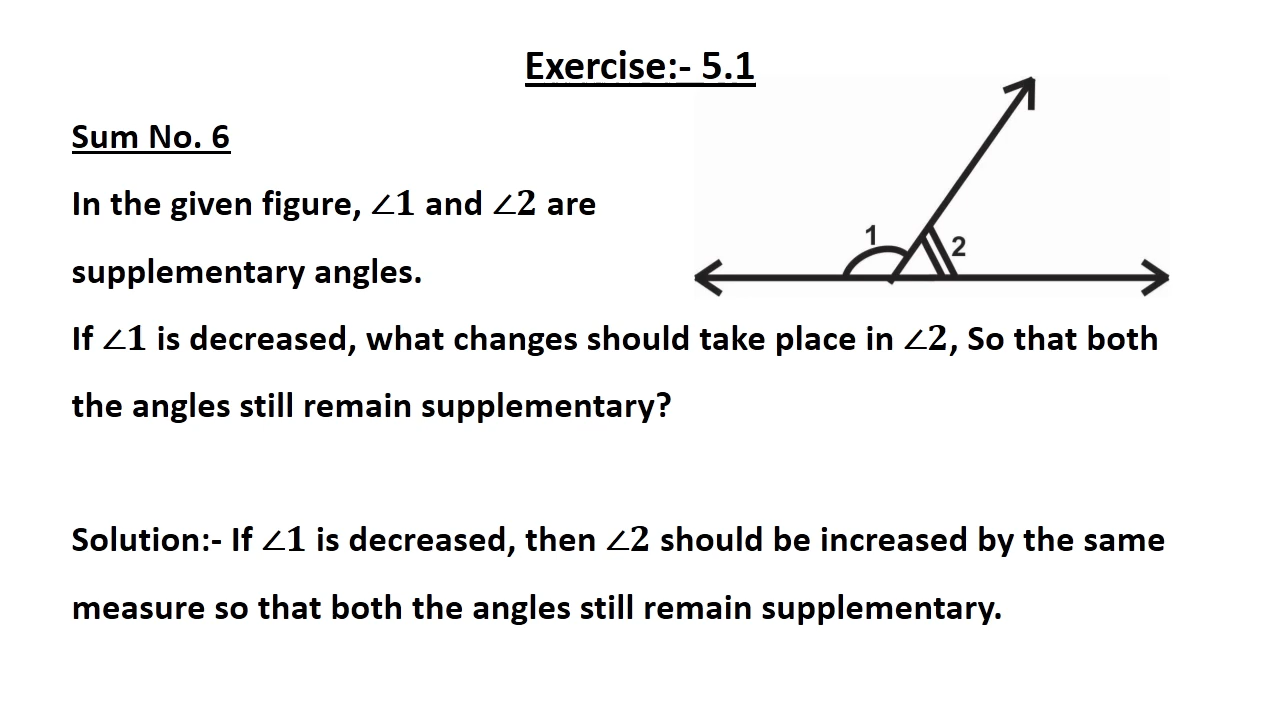 Exercise:- 5.1
Sum No. 6
In the given figure, ∠1 and ∠2 are
supplementary angles.
1
2
If ∠1 is decreased, what changes should take place in ∠2, So that both
the angles still remain supplementary?
Solution:- If ∠1 is decreased, then ∠2 should be increased by the same
measure so that both the angles still remain supplementary.